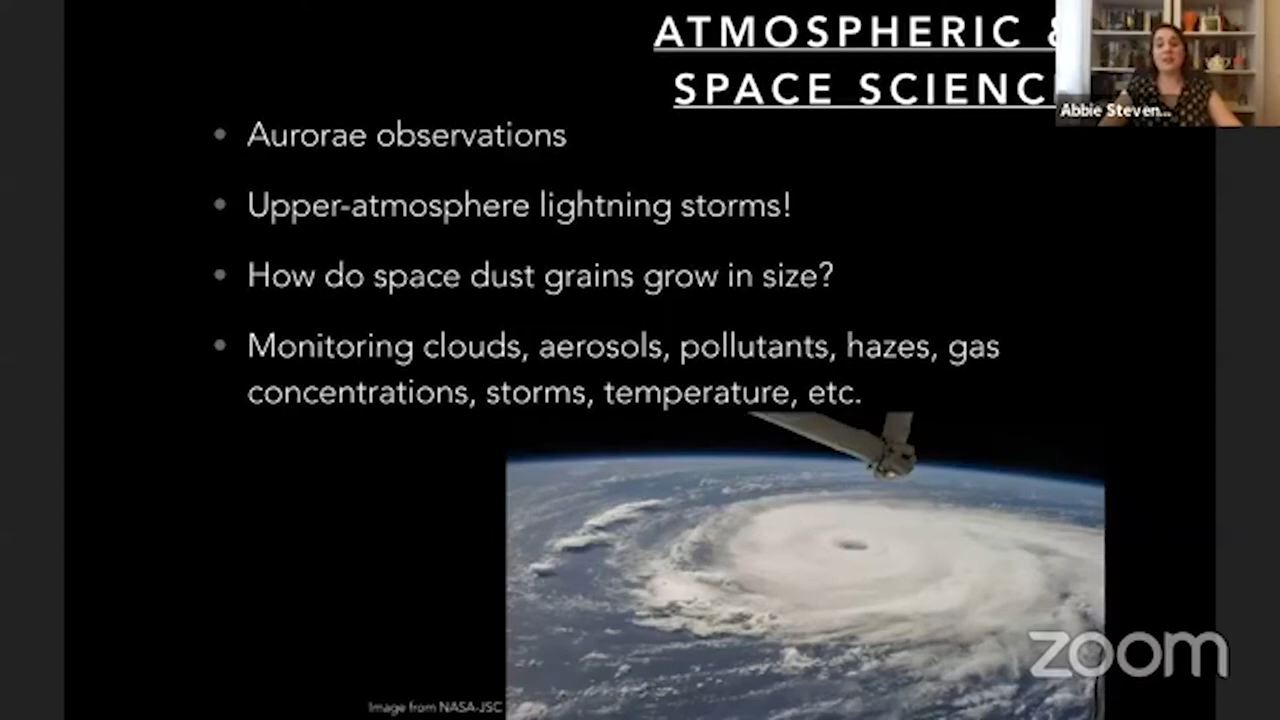 ATMOSPHERIC &
SPACE SCIENC
Abbie Steven...
• Aurorae observations
• Upper-atmosphere lightning storms!
• How do space dust grains grow in size?
• Monitoring clouds, aerosols, pollutants, hazes, gas
concentrations, storms, temperature, etc.
zoom
Image from NASA-JSC